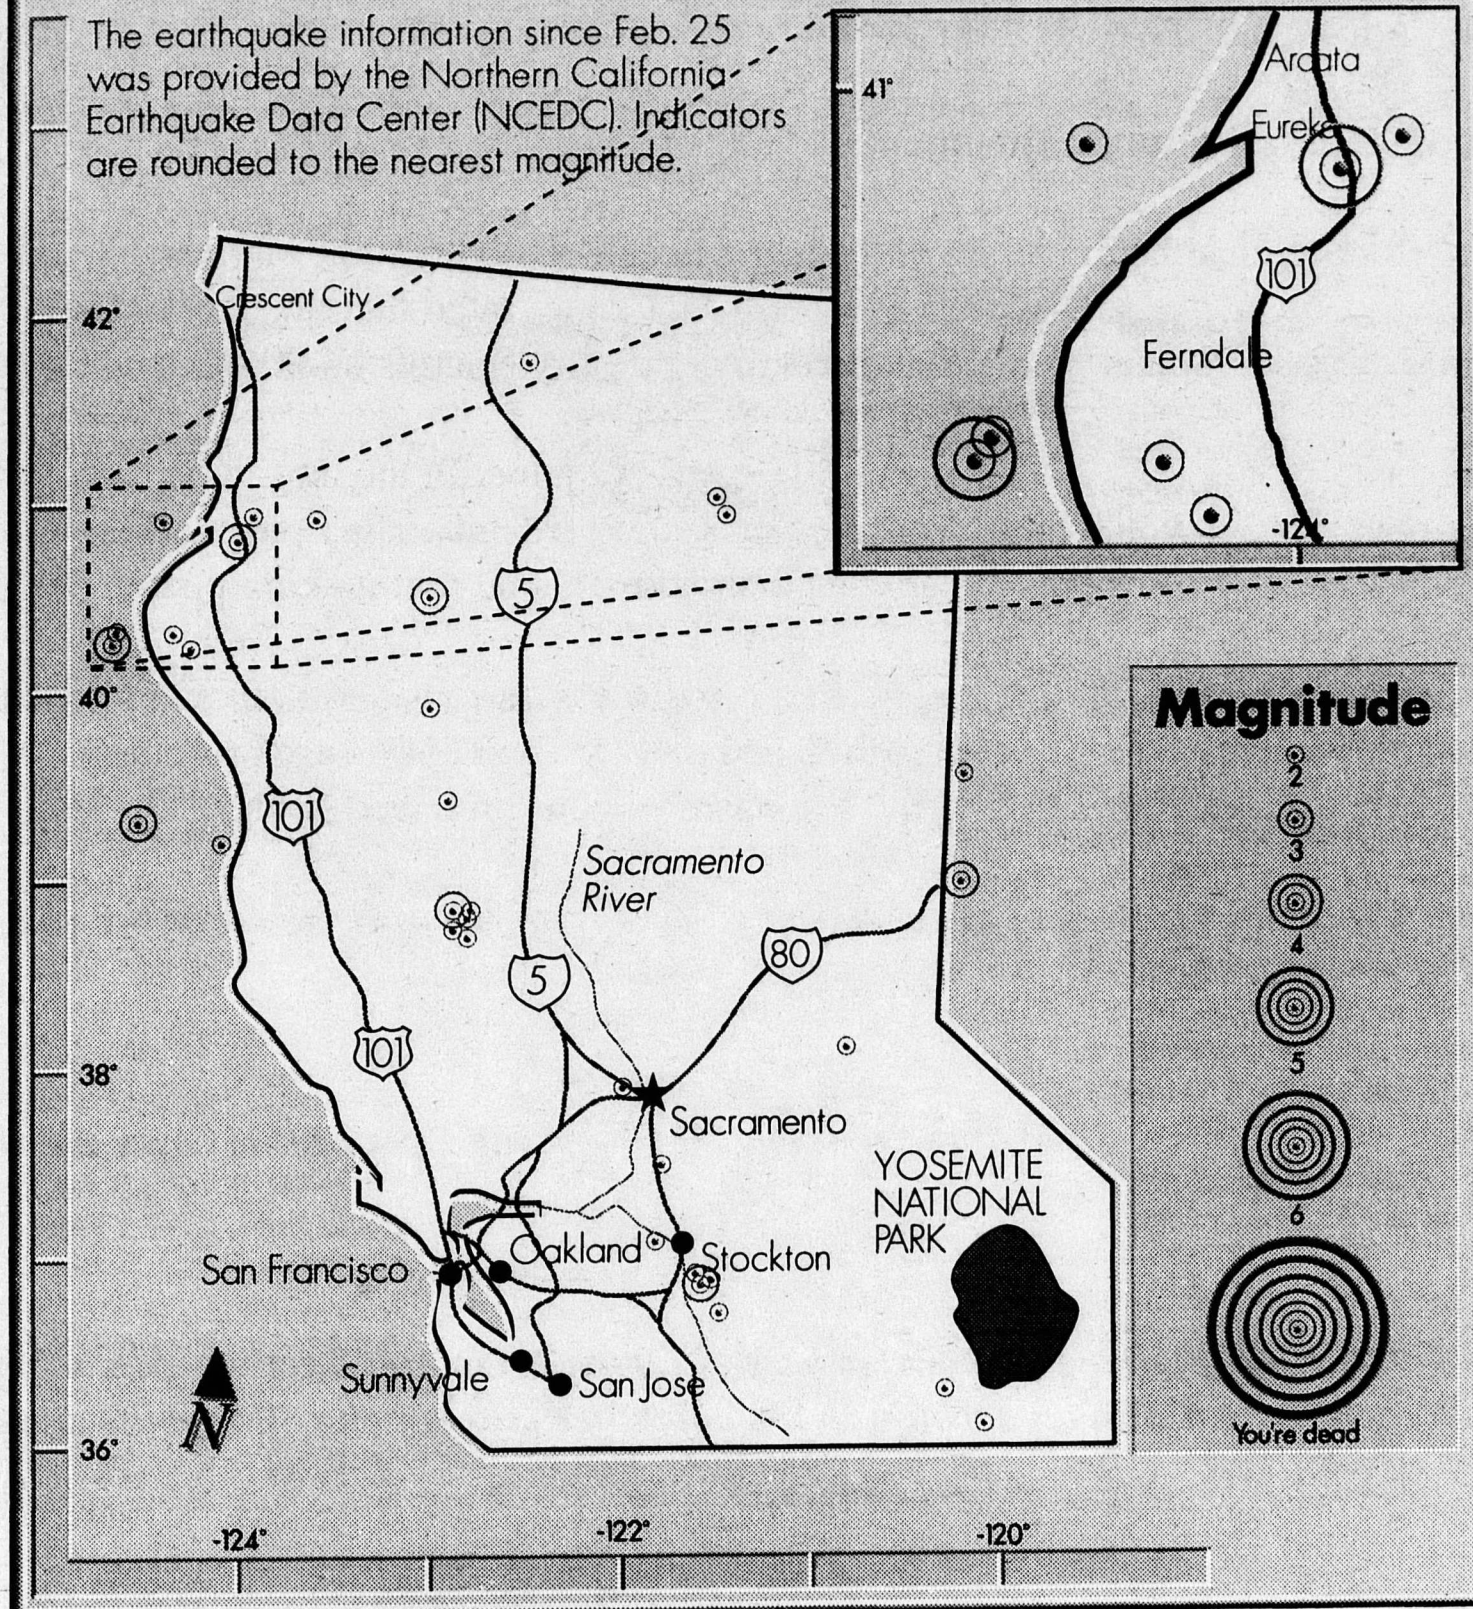 The earthquake information since Feb. 25
was provided by the Northern California
Earthquake Data Center (NCEDC). Indicators
are rounded to the nearest magnitude.
Arcata
41°
Eureka
101
Ferndale
-124°
Crescent City
42°
5
40°
Magnitude
2
3
4
5
6
You're dead
101
Sacramento
River
80
5
101
38°
Sacramento
YOSEMITE
NATIONAL
PARK
Oakland
Stockton
San Francisco
Sunnyvale
San Jose
N
36°
-124°
-122°
-120°